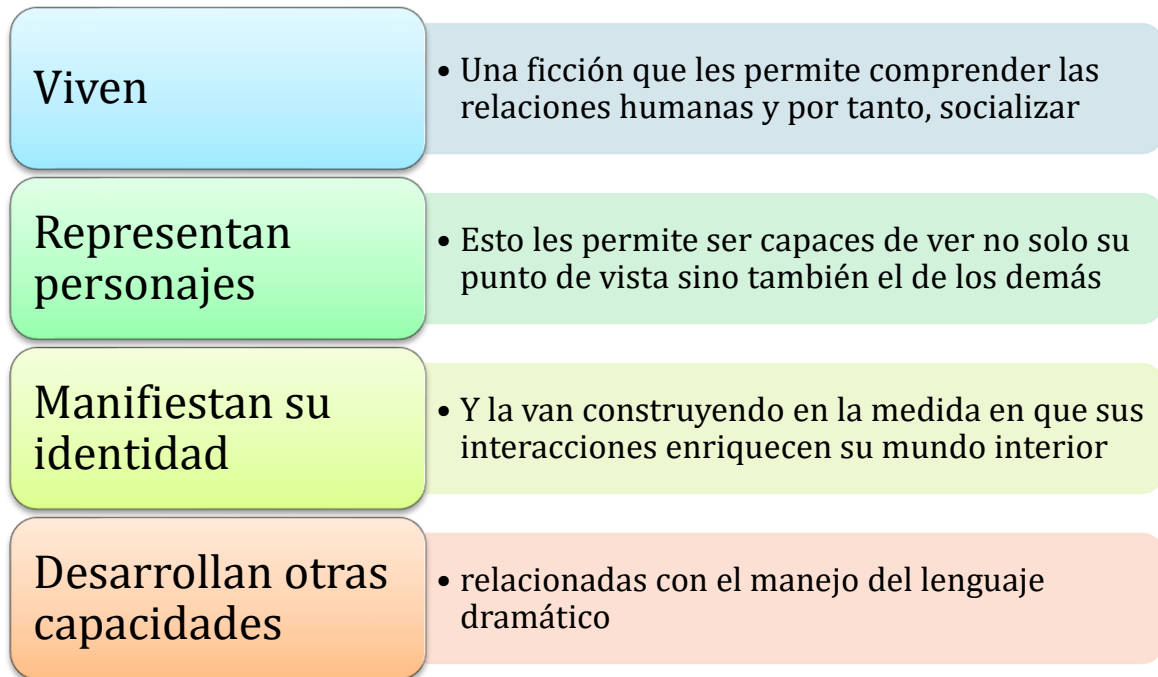 Viven
• Una ficción que les permite comprender las
relaciones humanas y por tanto, socializar
Representan
personajes
• Esto les permite ser capaces de ver no solo su
punto de vista sino también el de los demás
Manifiestan su
identidad
• Y la van construyendo en la medida en que sus
interacciones enriquecen su mundo interior
Desarrollan otras
capacidades
• relacionadas con el manejo del lenguaje
dramático